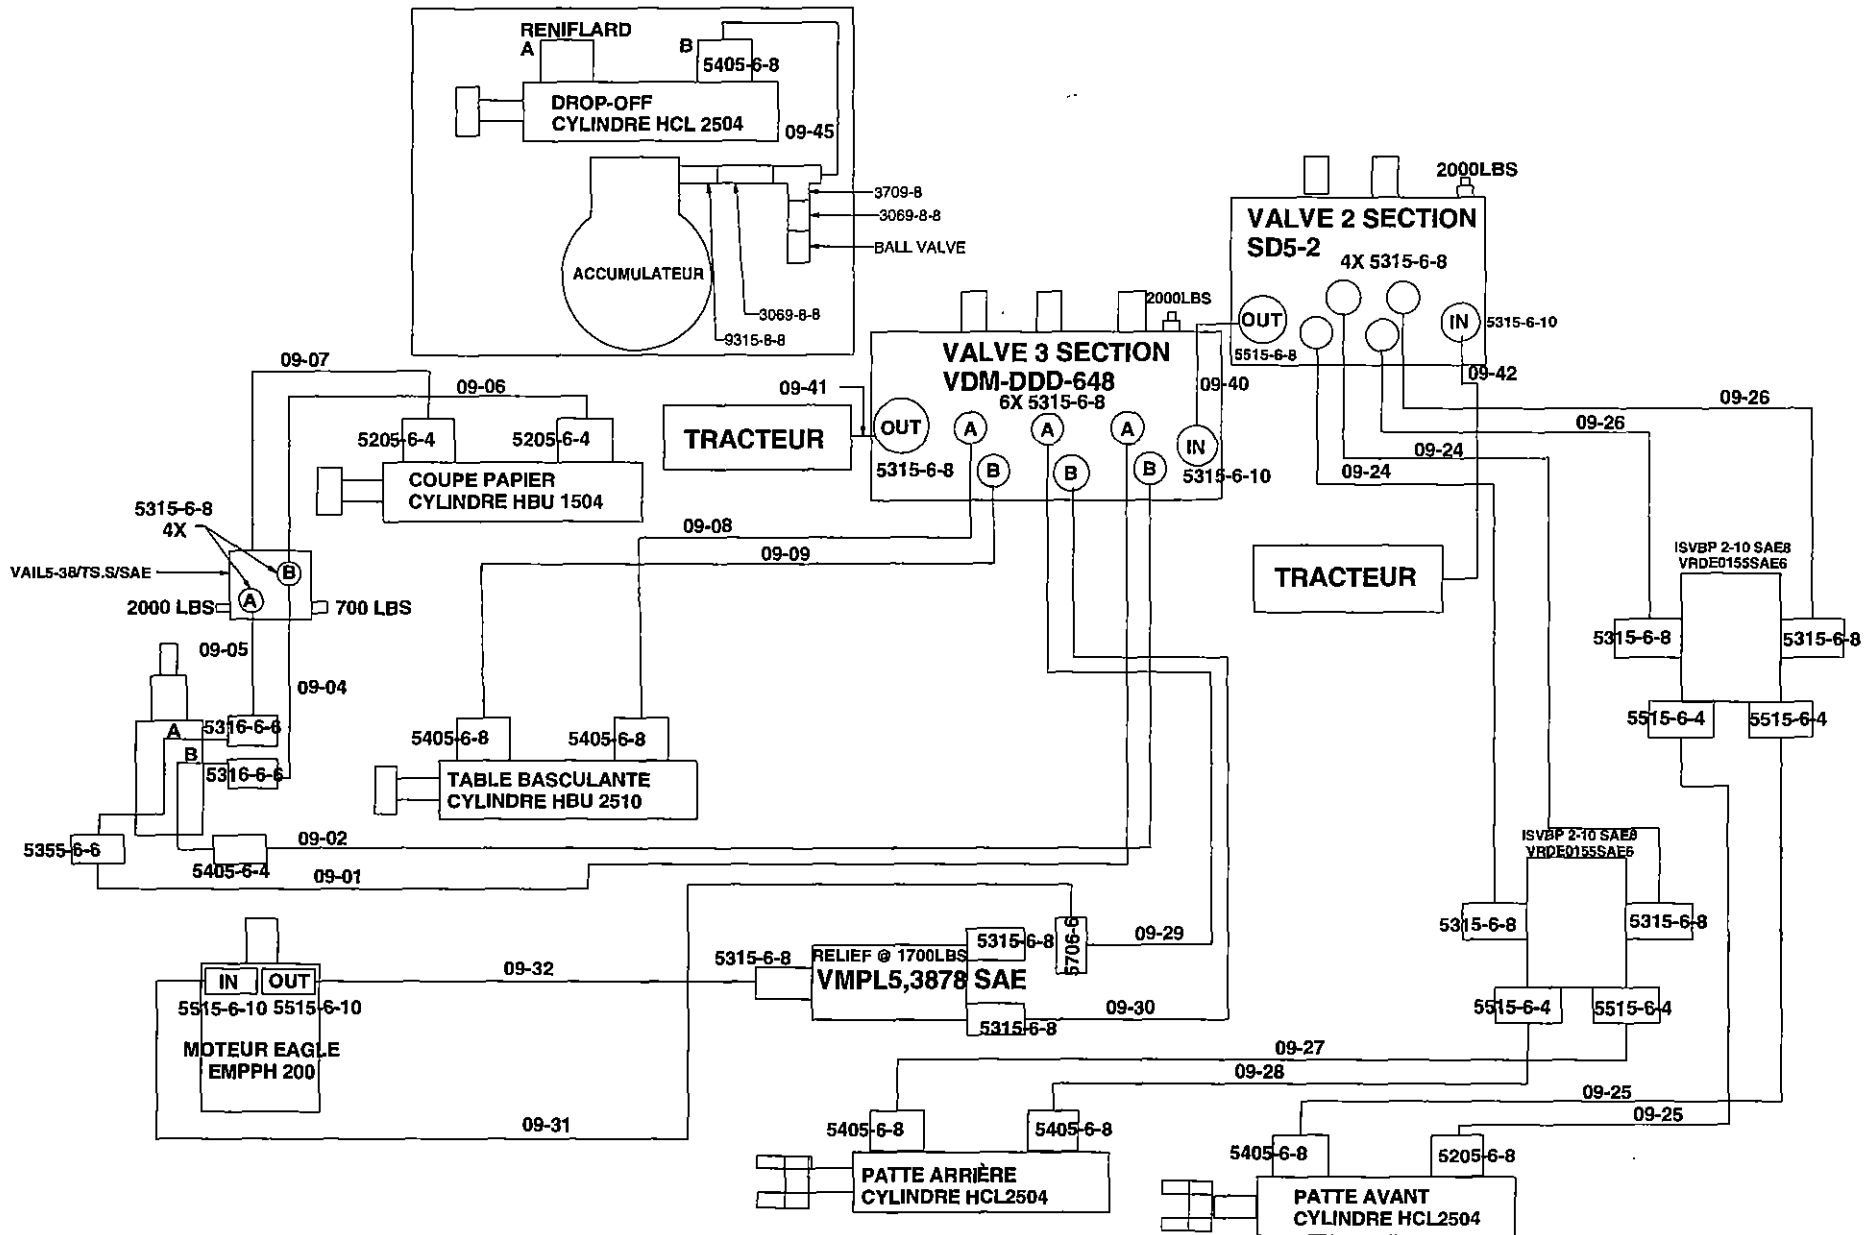 RENIFLARD
A
B
5405-6-8
DROP-OFF
CYLINDRE HCL 2504
09-45
3709-8
3069-8-8
BALL VALVE
ACCUMULATEUR
3069-8-8
9315-8-8
2000LBS
VALVE 2 SECTION
SD5-2
4X 5315-6-8
OUT
IN
5315-6-10
5515-6-8
09-42
2000LBS
VALVE 3 SECTION
VDM-DDD-648
6X 5315-6-8
09-40
09-41
TRACTEUR
OUT
A
A
A
IN
5315-6-8
B
B
B
5315-6-10
09-07
09-06
5205-6-4
5205-6-4
COUPE PAPIER
CYLINDRE HBU 1504
5315-6-8
4X
VAIL5-38/TS.S/SAE
B
A
2000 LBS
700 LBS
09-05
09-04
09-08
09-09
09-26
09-26
09-24
09-24
TRACTEUR
ISVBP 2-10 SAE8
VRDE0155SAE6
5315-6-8
5315-6-8
5515-6-4
5515-6-4
A
5316-6-6
B
5316-6-6
5405-6-8
5405-6-8
TABLE BASCULANTE
CYLINDRE HBU 2510
5355-6-6
5405-6-4
09-02
09-01
ISVBP 2-10 SAE8
VRDE0155SAE6
5315-6-8
5315-6-8
5515-6-4
5515-6-4
5315-6-8
RELIEF @ 1700LBS
VMPL5,3878 SAE
5315-6-8
5706-6
09-29
5315-6-8
09-30
09-32
IN
OUT
5515-6-10
5515-6-10
MOTEUR EAGLE
EMPPH 200
09-31
09-27
09-28
09-25
09-25
5405-6-8
5405-6-8
PATTE ARRIÈRE
CYLINDRE HCL2504
5405-6-8
5205-6-8
PATTE AVANT
CYLINDRE HCL2504